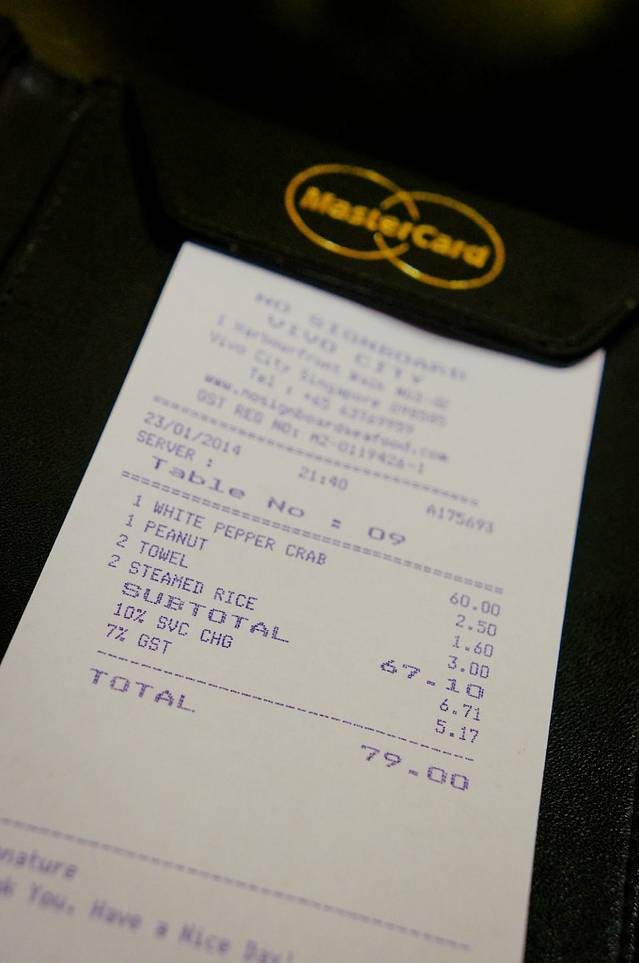 MasterCard
NO SIGNBOARD
VIVO CITY
1 Harbourfront Walk
Vivo City Singapore
Tel : +65
www.nosignboardseafood.com
GST REG NO: M2-0119426-1
23/01/2014 21:40 A175693
SERVER :
Table No : 09
1 WHITE PEPPER CRAB 60.00
1 PEANUT 2.50
2 TOWEL 1.60
2 STEAMED RICE 3.00
SUBTOTAL 67.10
10% SVC CHG 6.71
7% GST 5.17
TOTAL 79.00
nature
k You, Have a Nice Day!